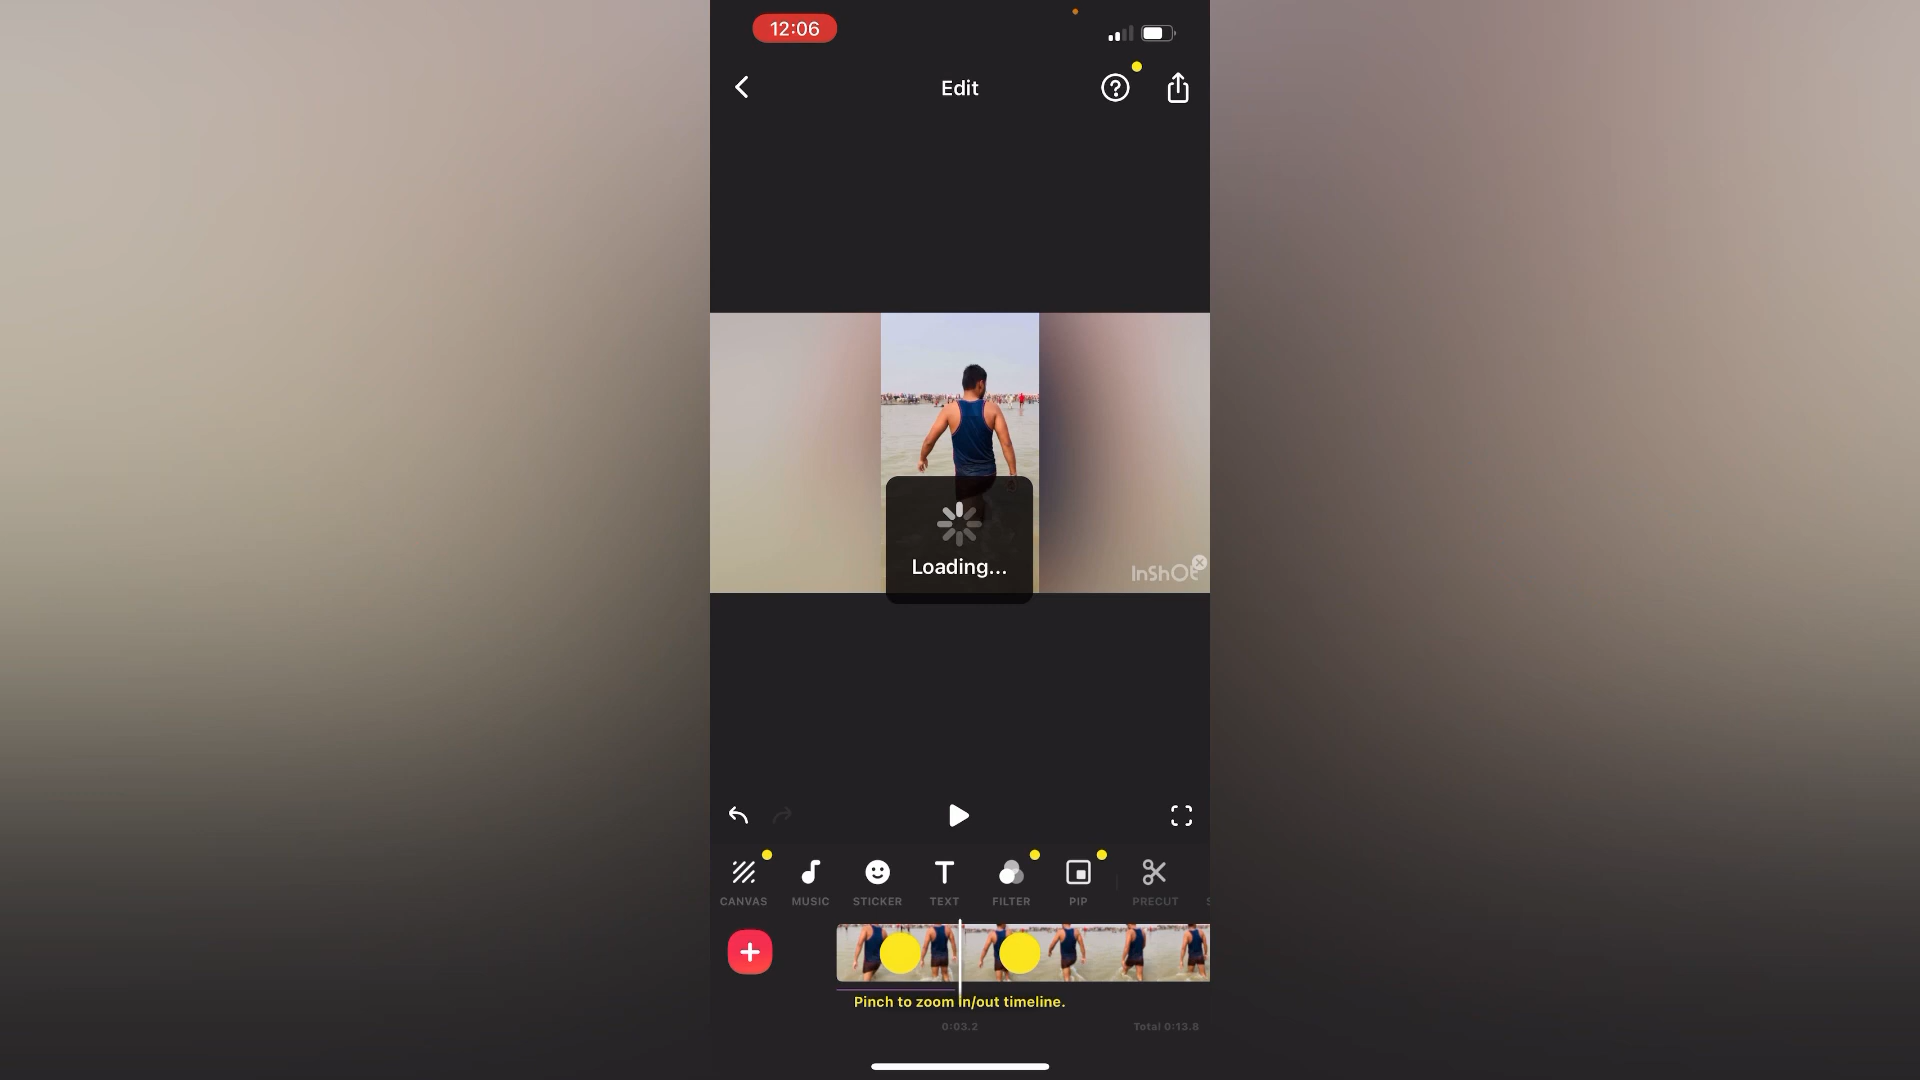 12:06
Edit
Loading...
InShOt
CANVAS
MUSIC
STICKER
TEXT
FILTER
PIP
PRECUT
Pinch to zoom in/out timeline.
0:03.2
Total 0:13.8